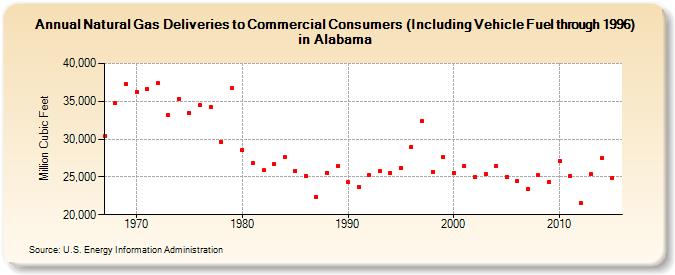 Annual Natural Gas Deliveries to Commercial Consumers (Including Vehicle Fuel through 1996)
in Alabama
Million Cubic Feet
40,000
35,000
30,000
25,000
20,000
1970 1980 1990 2000 2010
Source: U.S. Energy Information Administration